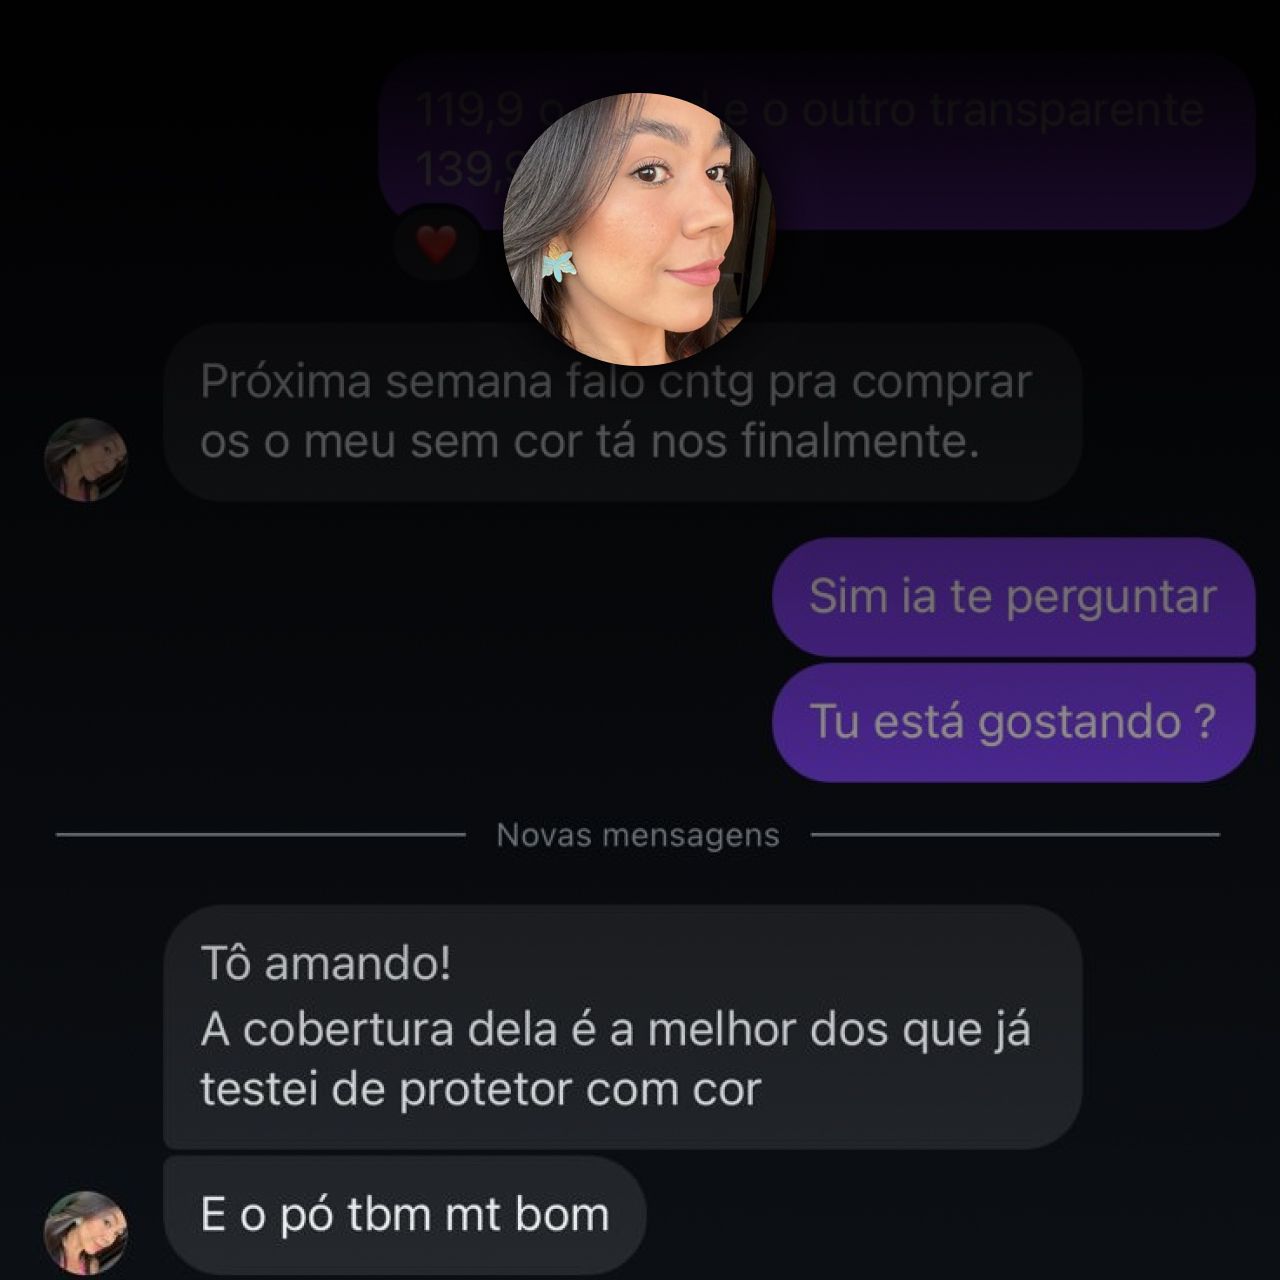 119,9 o e o outro transparente
139,9
Próxima semana falo cntg pra comprar
os o meu sem cor tá nos finalmente.
Sim ia te perguntar
Tu está gostando ?
Novas mensagens
Tô amando!
A cobertura dela é a melhor dos que já
testei de protetor com cor
E o pó tbm mt bom